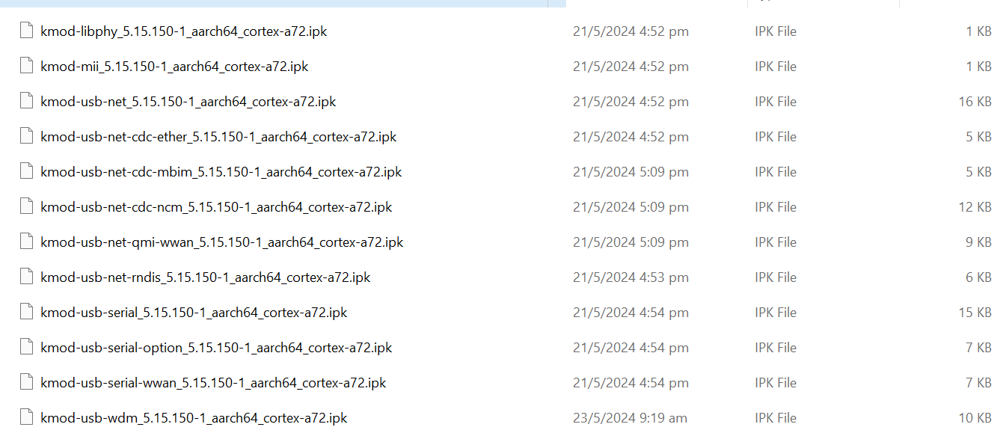 kmod-libphy_5.15.150-1_aarch64_cortex-a72.ipk 21/5/2024 4:52 pm IPK File 1 KB
kmod-mii_5.15.150-1_aarch64_cortex-a72.ipk 21/5/2024 4:52 pm IPK File 1 KB
kmod-usb-net_5.15.150-1_aarch64_cortex-a72.ipk 21/5/2024 4:52 pm IPK File 16 KB
kmod-usb-net-cdc-ether_5.15.150-1_aarch64_cortex-a72.ipk 21/5/2024 4:52 pm IPK File 5 KB
kmod-usb-net-cdc-mbim_5.15.150-1_aarch64_cortex-a72.ipk 21/5/2024 5:09 pm IPK File 5 KB
kmod-usb-net-cdc-ncm_5.15.150-1_aarch64_cortex-a72.ipk 21/5/2024 5:09 pm IPK File 12 KB
kmod-usb-net-qmi-wwan_5.15.150-1_aarch64_cortex-a72.ipk 21/5/2024 5:09 pm IPK File 9 KB
kmod-usb-net-rndis_5.15.150-1_aarch64_cortex-a72.ipk 21/5/2024 4:53 pm IPK File 6 KB
kmod-usb-serial_5.15.150-1_aarch64_cortex-a72.ipk 21/5/2024 4:54 pm IPK File 15 KB
kmod-usb-serial-option_5.15.150-1_aarch64_cortex-a72.ipk 21/5/2024 4:54 pm IPK File 7 KB
kmod-usb-serial-wwan_5.15.150-1_aarch64_cortex-a72.ipk 21/5/2024 4:54 pm IPK File 7 KB
kmod-usb-wdm_5.15.150-1_aarch64_cortex-a72.ipk 23/5/2024 9:19 am IPK File 10 KB